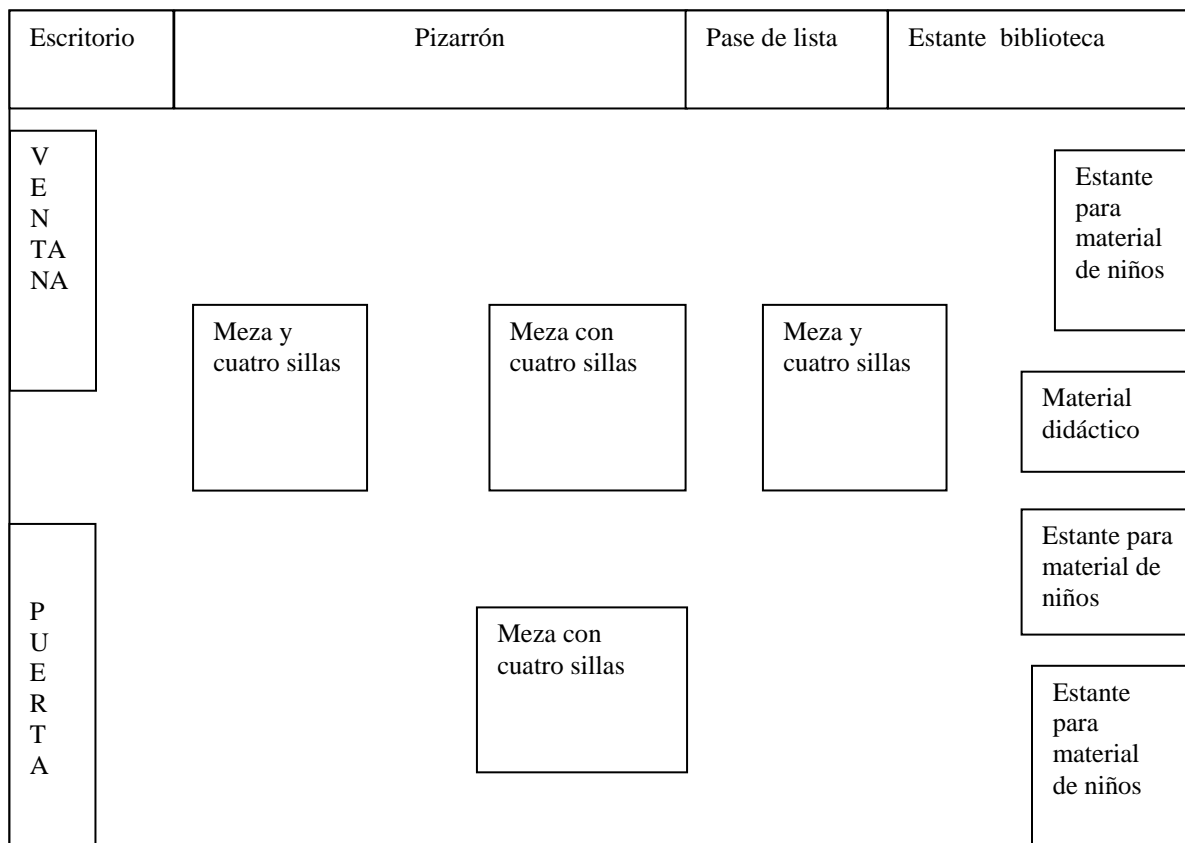 Escritorio
Pizarrón
Pase de lista
Estante biblioteca
V
E
N
TA
NA
Estante
para
material
de niños
Meza y
cuatro sillas
Meza con
cuatro sillas
Meza y
cuatro sillas
Material
didáctico
Estante para
material de
niños
P
U
E
R
T
A
Meza con
cuatro sillas
Estante
para
material
de niños